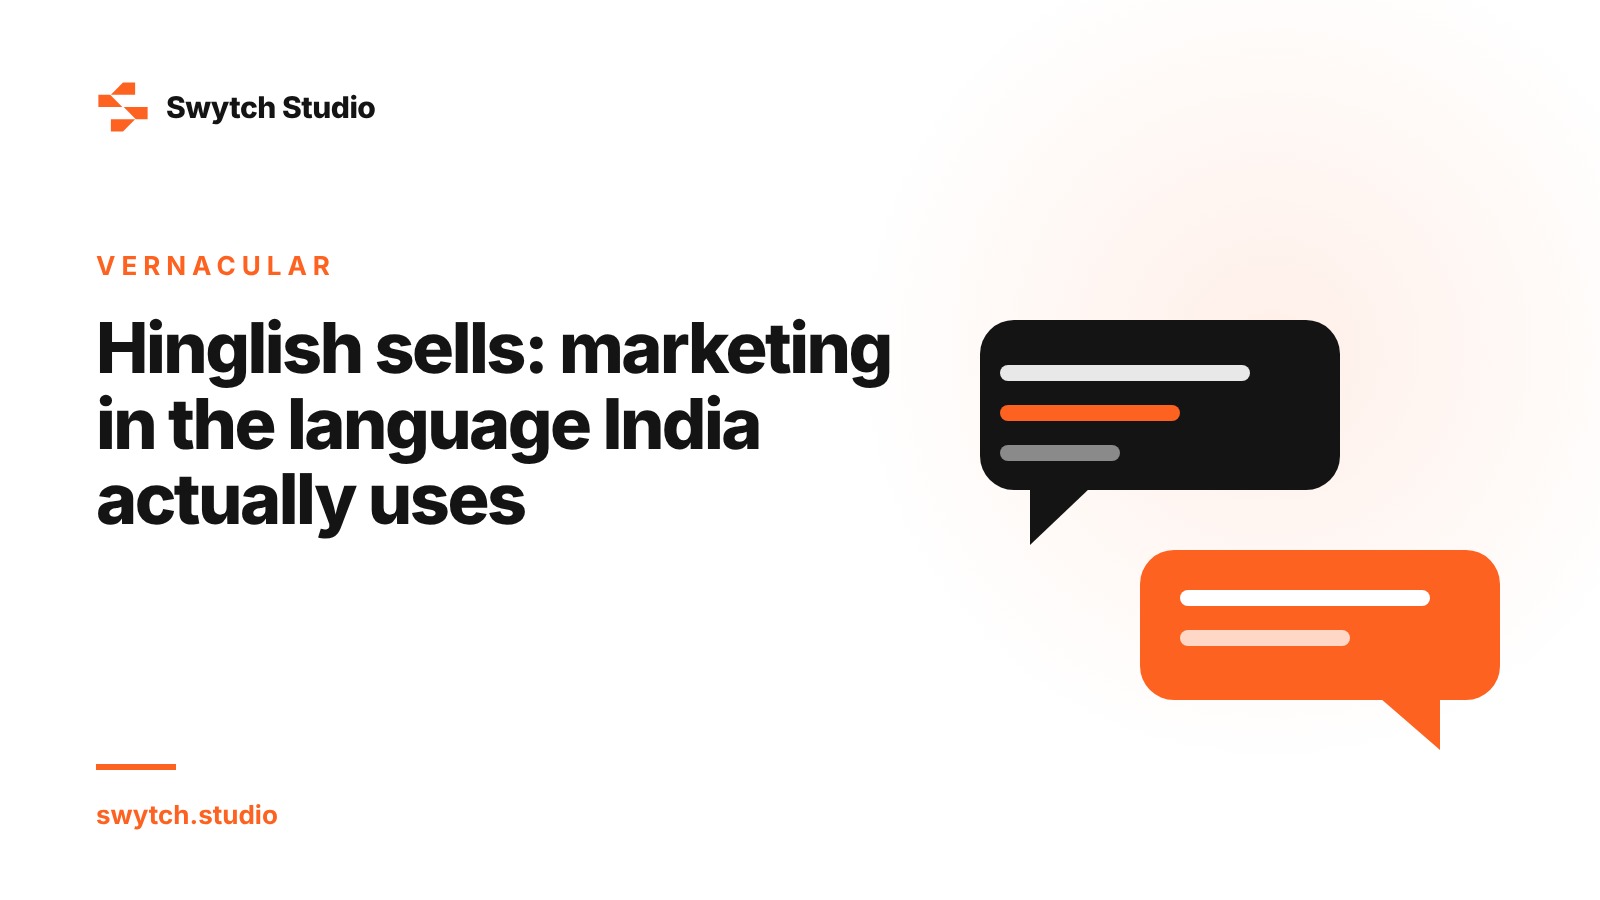 Swytch Studio
VERNACULAR
Hinglish sells: marketing
in the language India
actually uses
swytch.studio